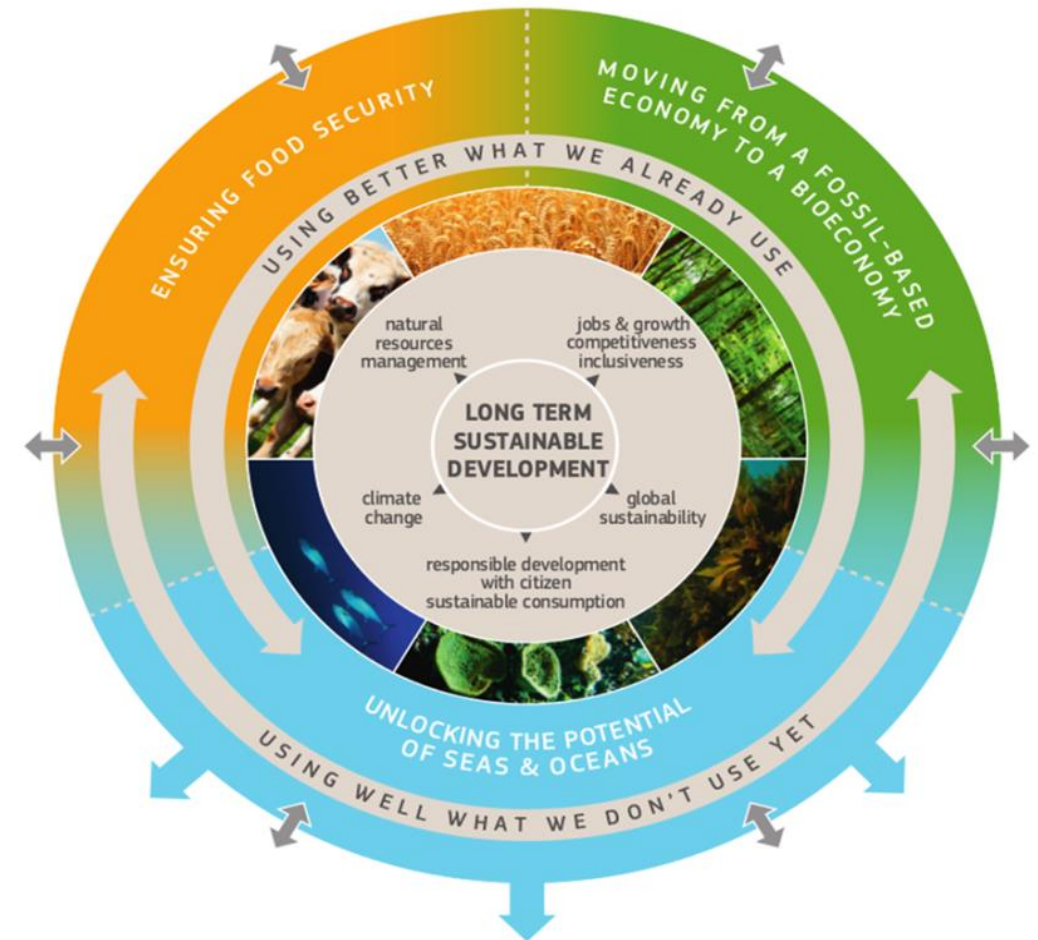 ENSURING FOOD SECURITY
MOVING FROM A FOSSIL-BASED
ECONOMY TO A BIOECONOMY
USING BETTER WHAT WE ALREADY USE
natural
resources
management
jobs & growth
competitiveness
inclusiveness
LONG TERM
SUSTAINABLE
DEVELOPMENT
climate
change
global
sustainability
responsible development
with citizen
sustainable consumption
UNLOCKING THE POTENTIAL
OF SEAS & OCEANS
USING WELL WHAT WE DON'T USE YET